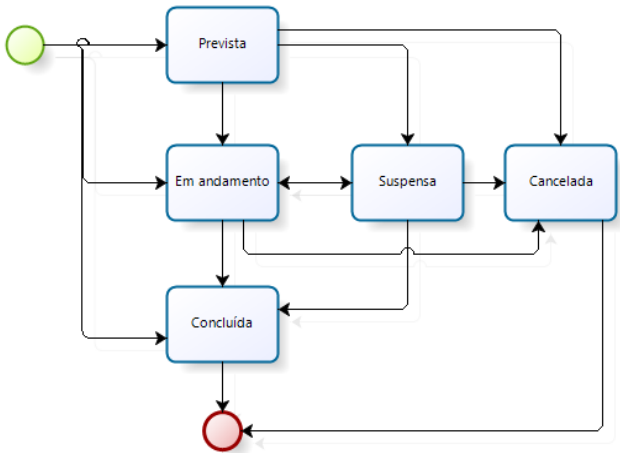 Prevista
Em andamento
Suspensa
Cancelada
Concluída